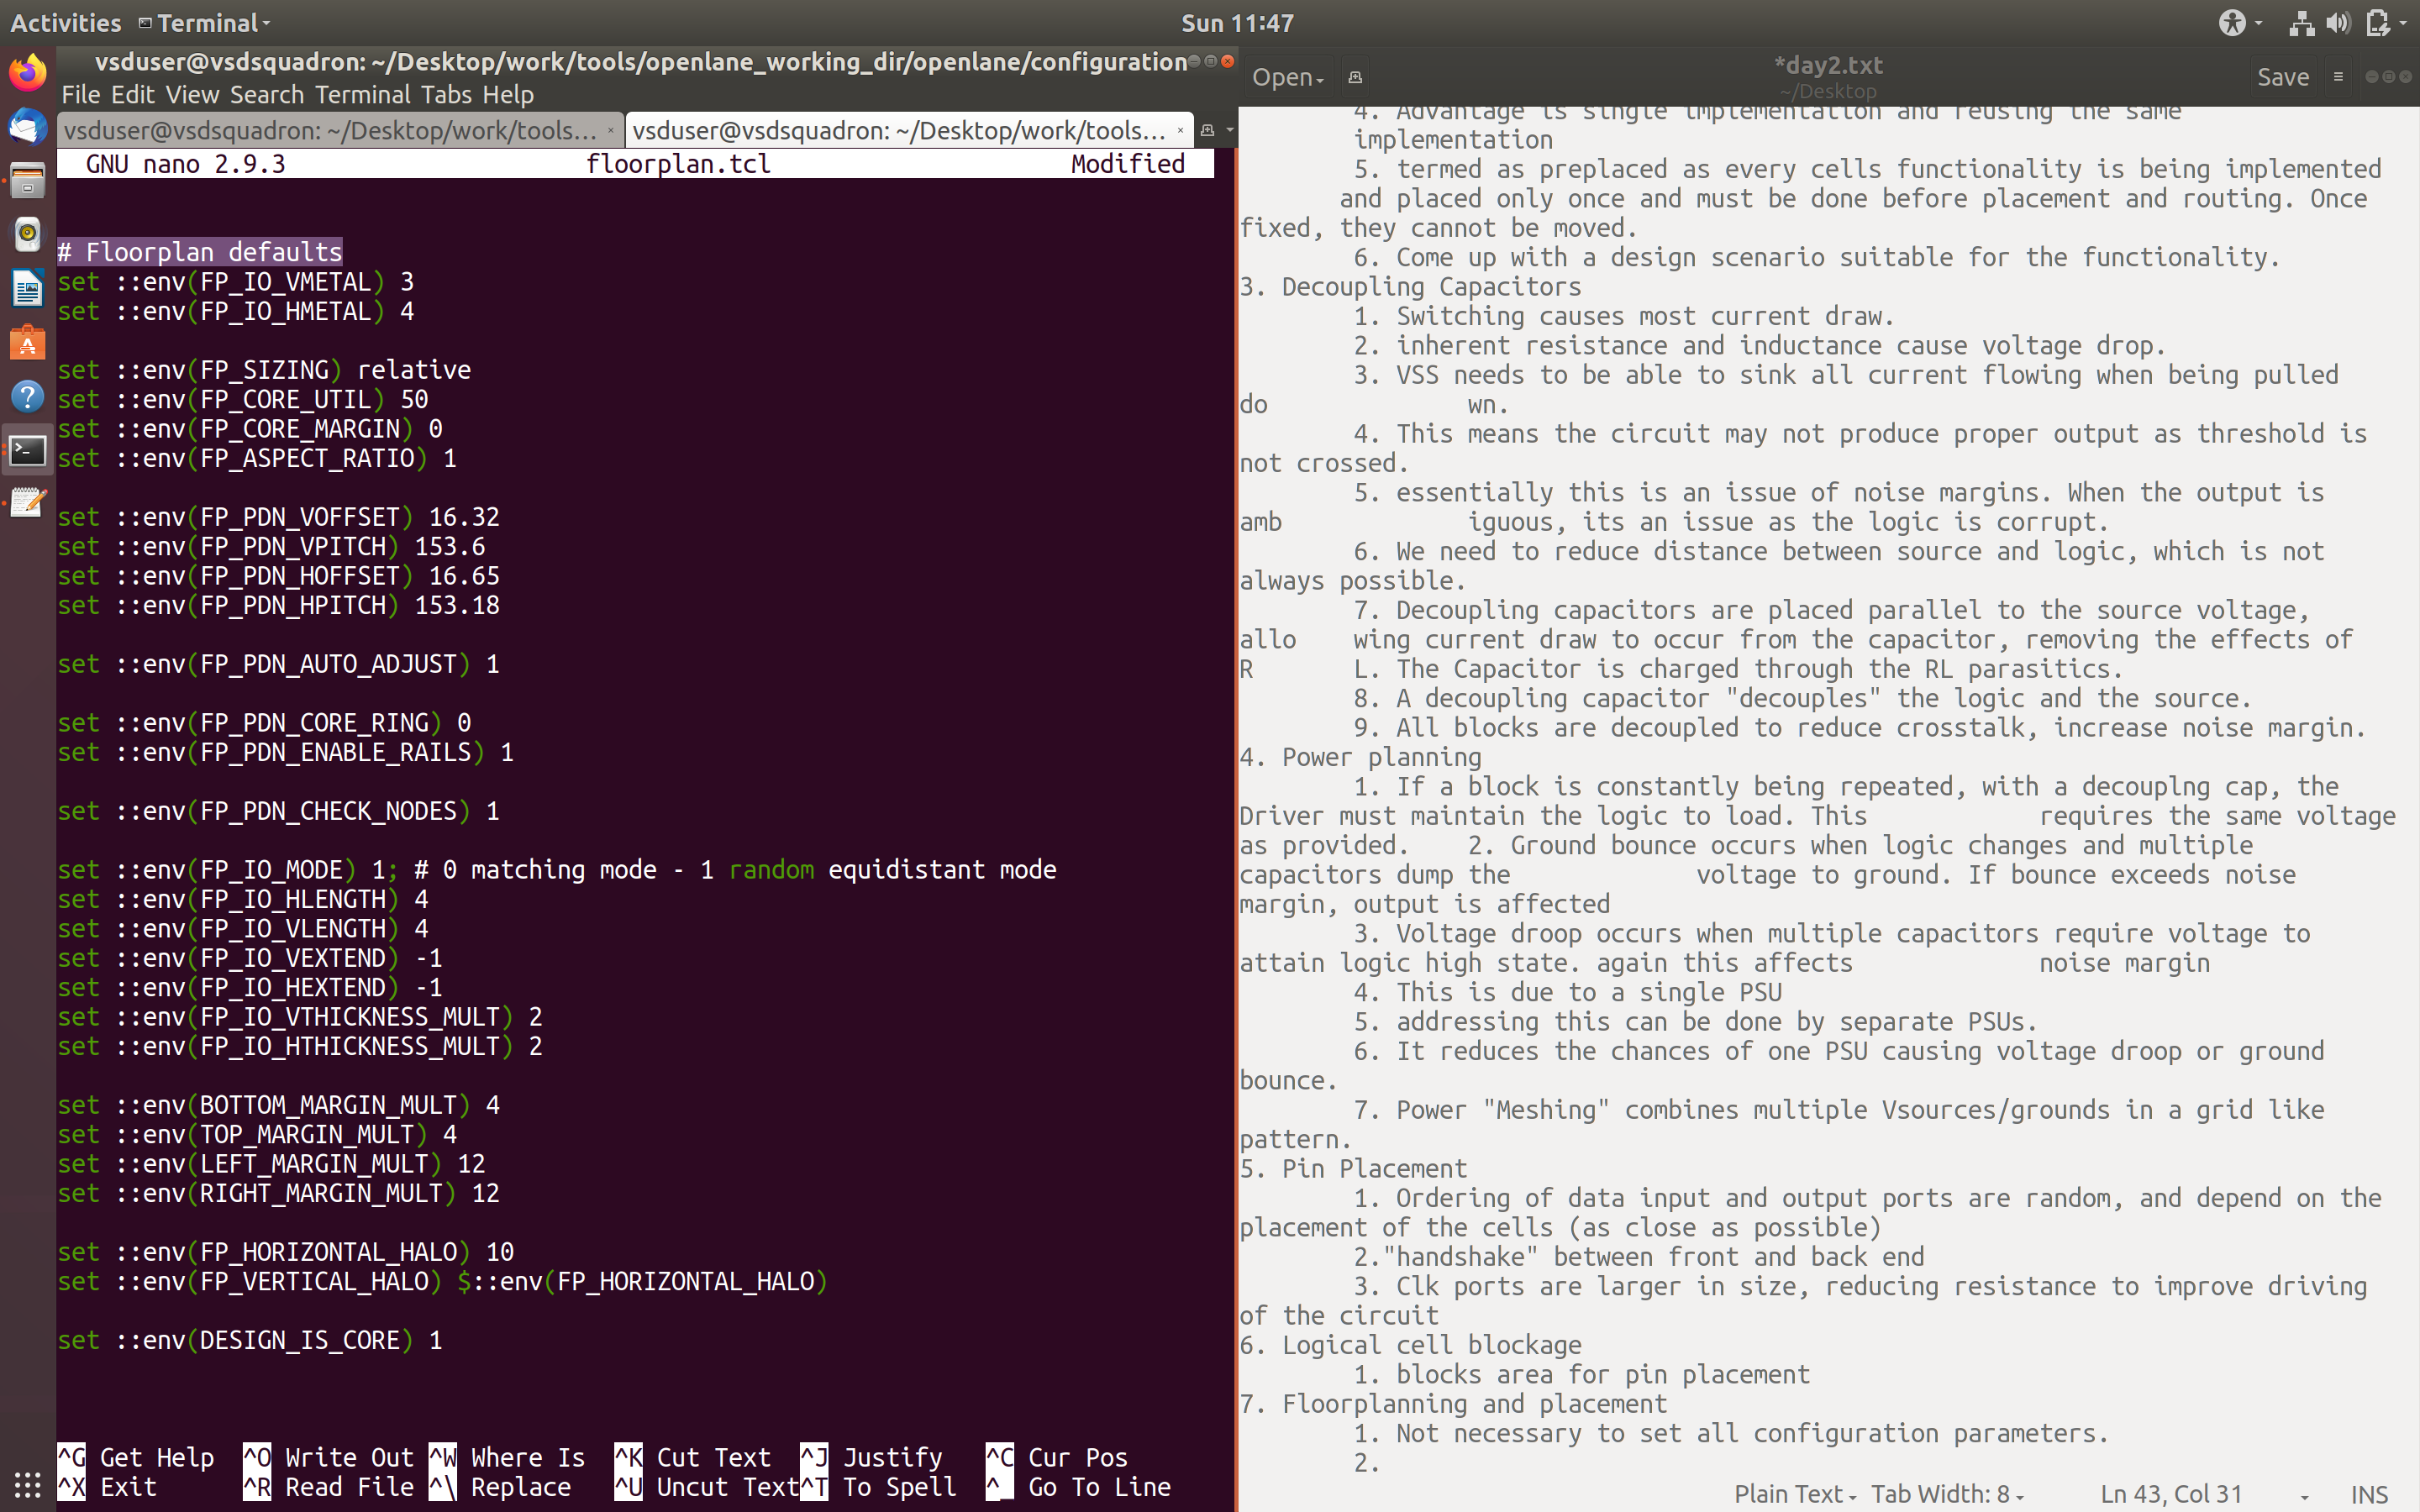 Activities Terminal Sun 11:47
vsduser@vsdsquadron: ~/Desktop/work/tools/openlane_working_dir/openlane/configuration
File Edit View Search Terminal Tabs Help
vsduser@vsdsquadron: ~/Desktop/work/tools... vsduser@vsdsquadron: ~/Desktop/work/tools...
GNU nano 2.9.3 floorplan.tcl Modified
# Floorplan defaults
set ::env(FP_IO_VMETAL) 3
set ::env(FP_IO_HMETAL) 4
set ::env(FP_SIZING) relative
set ::env(FP_CORE_UTIL) 50
set ::env(FP_CORE_MARGIN) 0
set ::env(FP_ASPECT_RATIO) 1
set ::env(FP_PDN_VOFFSET) 16.32
set ::env(FP_PDN_VPITCH) 153.6
set ::env(FP_PDN_HOFFSET) 16.65
set ::env(FP_PDN_HPITCH) 153.18
set ::env(FP_PDN_AUTO_ADJUST) 1
set ::env(FP_PDN_CORE_RING) 0
set ::env(FP_PDN_ENABLE_RAILS) 1
set ::env(FP_PDN_CHECK_NODES) 1
set ::env(FP_IO_MODE) 1; # 0 matching mode - 1 random equidistant mode
set ::env(FP_IO_HLENGTH) 4
set ::env(FP_IO_VLENGTH) 4
set ::env(FP_IO_VEXTEND) -1
set ::env(FP_IO_HEXTEND) -1
set ::env(FP_IO_VTHICKNESS_MULT) 2
set ::env(FP_IO_HTHICKNESS_MULT) 2
set ::env(BOTTOM_MARGIN_MULT) 4
set ::env(TOP_MARGIN_MULT) 4
set ::env(LEFT_MARGIN_MULT) 12
set ::env(RIGHT_MARGIN_MULT) 12
set ::env(FP_HORIZONTAL_HALO) 10
set ::env(FP_VERTICAL_HALO) $::env(FP_HORIZONTAL_HALO)
set ::env(DESIGN_IS_CORE) 1
^G Get Help ^O Write Out ^W Where Is ^K Cut Text ^J Justify ^C Cur Pos
^X Exit ^R Read File ^\ Replace ^U Uncut Text ^T To Spell ^_ Go To Line
Open *day2.txt Save
~/Desktop
4. Advantage is single implementation and reusing the same
implementation
5. termed as preplaced as every cells functionality is being implemented
and placed only once and must be done before placement and routing. Once
fixed, they cannot be moved.
6. Come up with a design scenario suitable for the functionality.
3. Decoupling Capacitors
1. Switching causes most current draw.
2. inherent resistance and inductance cause voltage drop.
3. VSS needs to be able to sink all current flowing when being pulled
do wn.
4. This means the circuit may not produce proper output as threshold is
not crossed.
5. essentially this is an issue of noise margins. When the output is
amb iguous, its an issue as the logic is corrupt.
6. We need to reduce distance between source and logic, which is not
always possible.
7. Decoupling capacitors are placed parallel to the source voltage,
allo wing current draw to occur from the capacitor, removing the effects of
R L. The Capacitor is charged through the RL parasitics.
8. A decoupling capacitor "decouples" the logic and the source.
9. All blocks are decoupled to reduce crosstalk, increase noise margin.
4. Power planning
1. If a block is constantly being repeated, with a decouplng cap, the
Driver must maintain the logic to load. This requires the same voltage
as provided. 2. Ground bounce occurs when logic changes and multiple
capacitors dump the voltage to ground. If bounce exceeds noise
margin, output is affected
3. Voltage droop occurs when multiple capacitors require voltage to
attain logic high state. again this affects noise margin
4. This is due to a single PSU
5. addressing this can be done by separate PSUs.
6. It reduces the chances of one PSU causing voltage droop or ground
bounce.
7. Power "Meshing" combines multiple Vsources/grounds in a grid like
pattern.
5. Pin Placement
1. Ordering of data input and output ports are random, and depend on the
placement of the cells (as close as possible)
2."handshake" between front and back end
3. Clk ports are larger in size, reducing resistance to improve driving
of the circuit
6. Logical cell blockage
1. blocks area for pin placement
7. Floorplanning and placement
1. Not necessary to set all configuration parameters.
2.
Plain Text Tab Width: 8 Ln 43, Col 31 INS